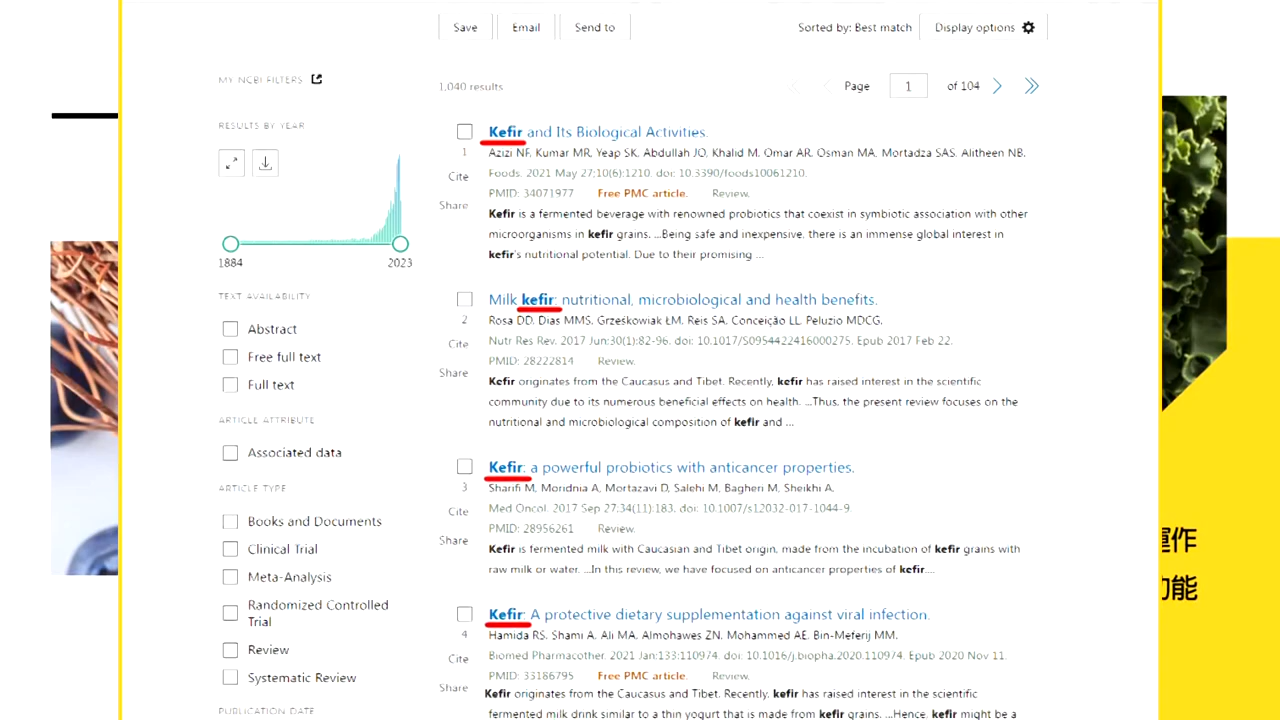 Save
Email
Send to
Sorted by: Best match
Display options
MY NCBI FILTERS
1,040 results
Page
1
of 104
RESULTS BY YEAR
1884
2023
TEXT AVAILABILITY
Abstract
Free full text
Full text
ARTICLE ATTRIBUTE
Associated data
ARTICLE TYPE
Books and Documents
Clinical Trial
Meta-Analysis
Randomized Controlled
Trial
Review
Systematic Review
PUBLICATION DATE
Kefir and Its Biological Activities.
1
Cite
Share
Azizi NF, Kumar MR, Yeap SK, Abdullah JO, Khalid M, Omar AR, Osman MA, Mortadza SAS, Alitheen NB.
Foods. 2021 May 27;10(6):1210. doi: 10.3390/foods10061210.
PMID: 34071977 Free PMC article. Review.
Kefir is a fermented beverage with renowned probiotics that coexist in symbiotic association with other
microorganisms in kefir grains. ...Being safe and inexpensive, there is an immense global interest in
kefir's nutritional potential. Due to their promising ...
Milk kefir: nutritional, microbiological and health benefits.
2
Cite
Share
Rosa DD, Dias MMS, Grześkowiak ŁM, Reis SA, Conceição LL, Peluzio MDCG.
Nutr Res Rev. 2017 Jun;30(1):82-96. doi: 10.1017/S0954422416000275. Epub 2017 Feb 22.
PMID: 28222814 Review.
Kefir originates from the Caucasus and Tibet. Recently, kefir has raised interest in the scientific
community due to its numerous beneficial effects on health. ...Thus, the present review focuses on the
nutritional and microbiological composition of kefir and ...
Kefir: a powerful probiotics with anticancer properties.
3
Cite
Share
Sharifi M, Moridnia A, Mortazavi D, Salehi M, Bagheri M, Sheikhi A.
Med Oncol. 2017 Sep 27;34(11):183. doi: 10.1007/s12032-017-1044-9.
PMID: 28956261 Review.
Kefir is fermented milk with Caucasian and Tibet origin, made from the incubation of kefir grains with
raw milk or water. ...In this review, we have focused on anticancer properties of kefir....
Kefir: A protective dietary supplementation against viral infection.
4
Cite
Share
Hamida RS, Shami A, Ali MA, Almohawes ZN, Mohammed AE, Bin-Meferij MM.
Biomed Pharmacother. 2021 Jan;133:110974. doi: 10.1016/j.biopha.2020.110974. Epub 2020 Nov 11.
PMID: 33186795 Free PMC article. Review.
Kefir originates from the Caucasus and Tibet. Recently, kefir has raised interest in the scientific
fermented milk drink similar to a thin yogurt that is made from kefir grains. ...Hence, kefir might be a
運作
功能